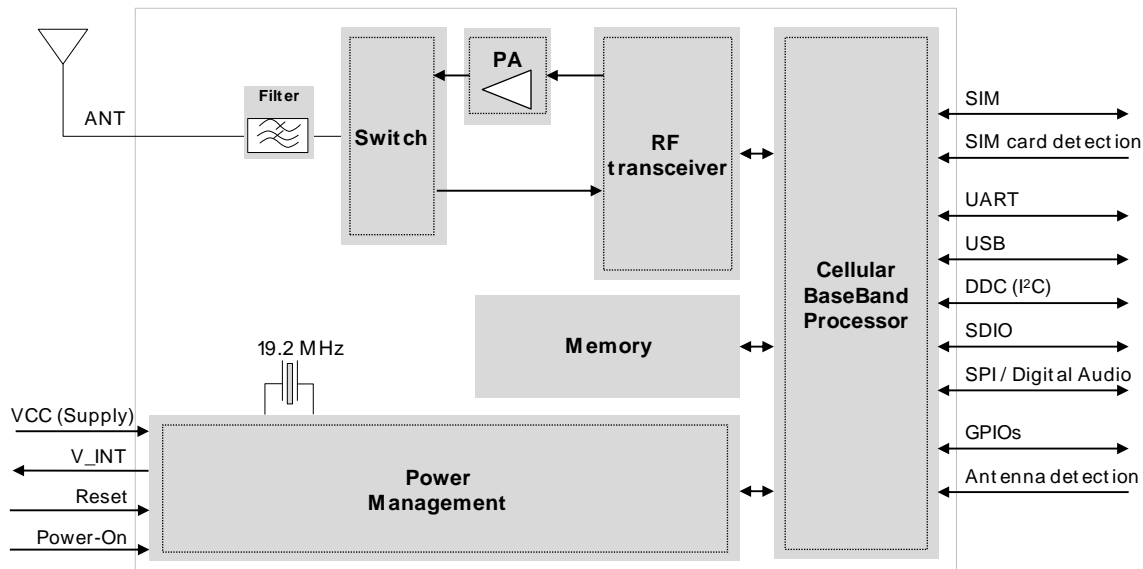 ANT
Filter
Switch
PA
RF
transceiver
Cellular
BaseBand
Processor
Memory
19.2 MHz
Power
Management
VCC (Supply)
V_INT
Reset
Power-On
SIM
SIM card detection
UART
USB
DDC (I²C)
SDIO
SPI / Digital Audio
GPIOs
Antenna detection